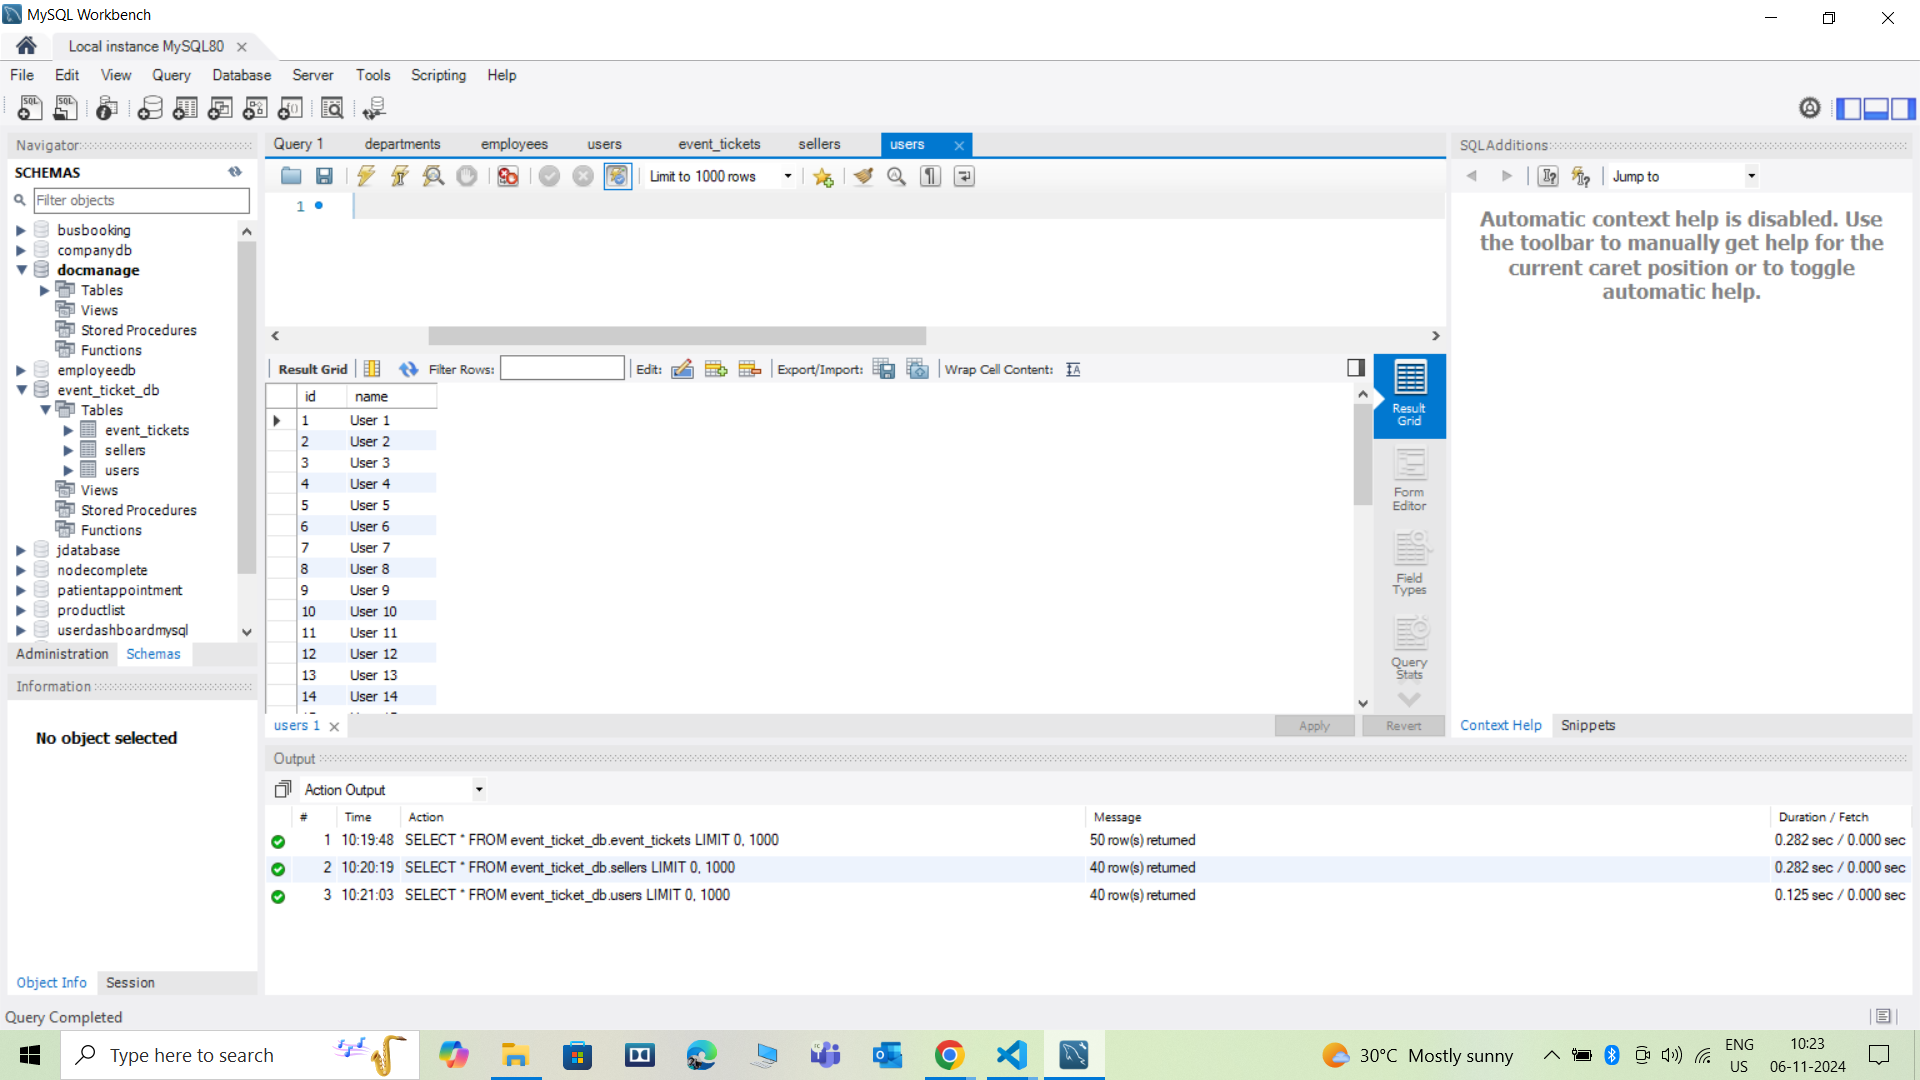 MySQL Workbench
Local instance MySQL80
File Edit View Query Database Server Tools Scripting Help
Navigator
SCHEMAS
Filter objects
busbooking
companydb
docmanage
Tables
Views
Stored Procedures
Functions
employeedb
event_ticket_db
Tables
event_tickets
sellers
users
Views
Stored Procedures
Functions
jdatabase
nodecomplete
patientappointment
productlist
userdashboardmysql
Administration Schemas
Information
No object selected
Object Info Session
Query 1 departments employees users event_tickets sellers users
Limit to 1000 rows
1
Result Grid Filter Rows: Edit: Export/Import: Wrap Cell Content:
id name
1 User 1
2 User 2
3 User 3
4 User 4
5 User 5
6 User 6
7 User 7
8 User 8
9 User 9
10 User 10
11 User 11
12 User 12
13 User 13
14 User 14
Result
Grid
Form
Editor
Field
Types
Query
Stats
users 1 Apply Revert
SQLAdditions
Jump to
Automatic context help is disabled. Use
the toolbar to manually get help for the
current caret position or to toggle
automatic help.
Context Help Snippets
Output
Action Output
# Time Action Message Duration / Fetch
1 10:19:48 SELECT * FROM event_ticket_db.event_tickets LIMIT 0, 1000 50 row(s) returned 0.282 sec / 0.000 sec
2 10:20:19 SELECT * FROM event_ticket_db.sellers LIMIT 0, 1000 40 row(s) returned 0.282 sec / 0.000 sec
3 10:21:03 SELECT * FROM event_ticket_db.users LIMIT 0, 1000 40 row(s) returned 0.125 sec / 0.000 sec
Query Completed
Type here to search
30°C Mostly sunny
ENG
US
10:23
06-11-2024